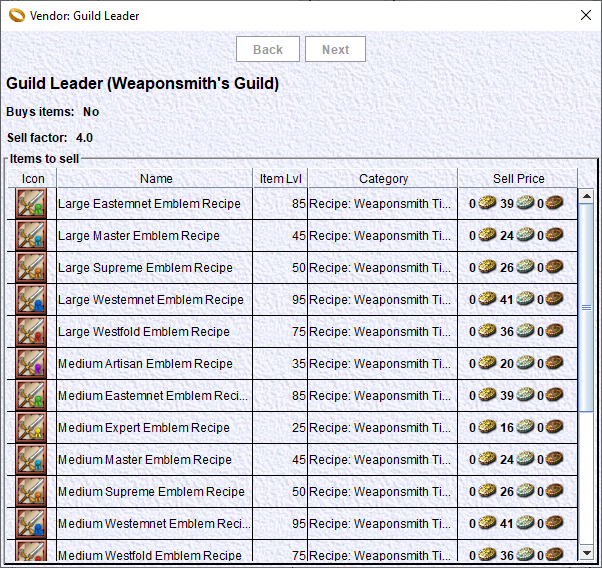 Vendor: Guild Leader
Back Next
Guild Leader (Weaponsmith's Guild)
Buys items: No
Sell factor: 4.0
Items to sell
Icon Name Item Lvl Category Sell Price
Large Eastemnet Emblem Recipe 85 Recipe: Weaponsmith Ti... 0 39 0
Large Master Emblem Recipe 45 Recipe: Weaponsmith Ti... 0 24 0
Large Supreme Emblem Recipe 50 Recipe: Weaponsmith Ti... 0 26 0
Large Westemnet Emblem Recipe 95 Recipe: Weaponsmith Ti... 0 41 0
Large Westfold Emblem Recipe 75 Recipe: Weaponsmith Ti... 0 36 0
Medium Artisan Emblem Recipe 35 Recipe: Weaponsmith Ti... 0 20 0
Medium Eastemnet Emblem Reci... 85 Recipe: Weaponsmith Ti... 0 39 0
Medium Expert Emblem Recipe 25 Recipe: Weaponsmith Ti... 0 16 0
Medium Master Emblem Recipe 45 Recipe: Weaponsmith Ti... 0 24 0
Medium Supreme Emblem Recipe 50 Recipe: Weaponsmith Ti... 0 26 0
Medium Westemnet Emblem Reci... 95 Recipe: Weaponsmith Ti... 0 41 0
Medium Westfold Emblem Recipe 75 Recipe: Weaponsmith Ti... 0 36 0